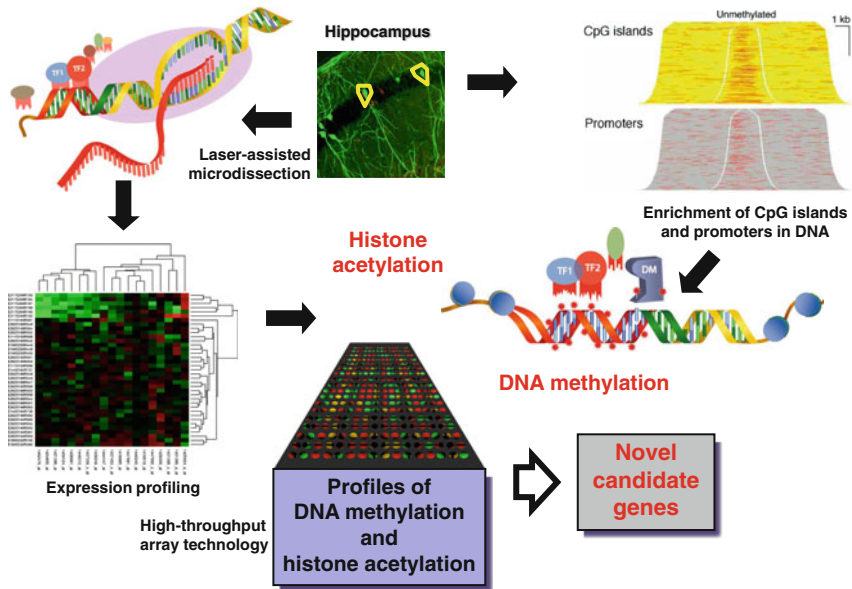 Hippocampus
Unmethylated
1 kb
CpG islands
Promoters
TF1
TF2
Laser-assisted
microdissection
Enrichment of CpG islands
and promoters in DNA
Histone
acetylation
TF1
TF2
DM
DNA methylation
Expression profiling
High-throughput
array technology
Profiles of
DNA methylation
and
histone acetylation
Novel
candidate
genes